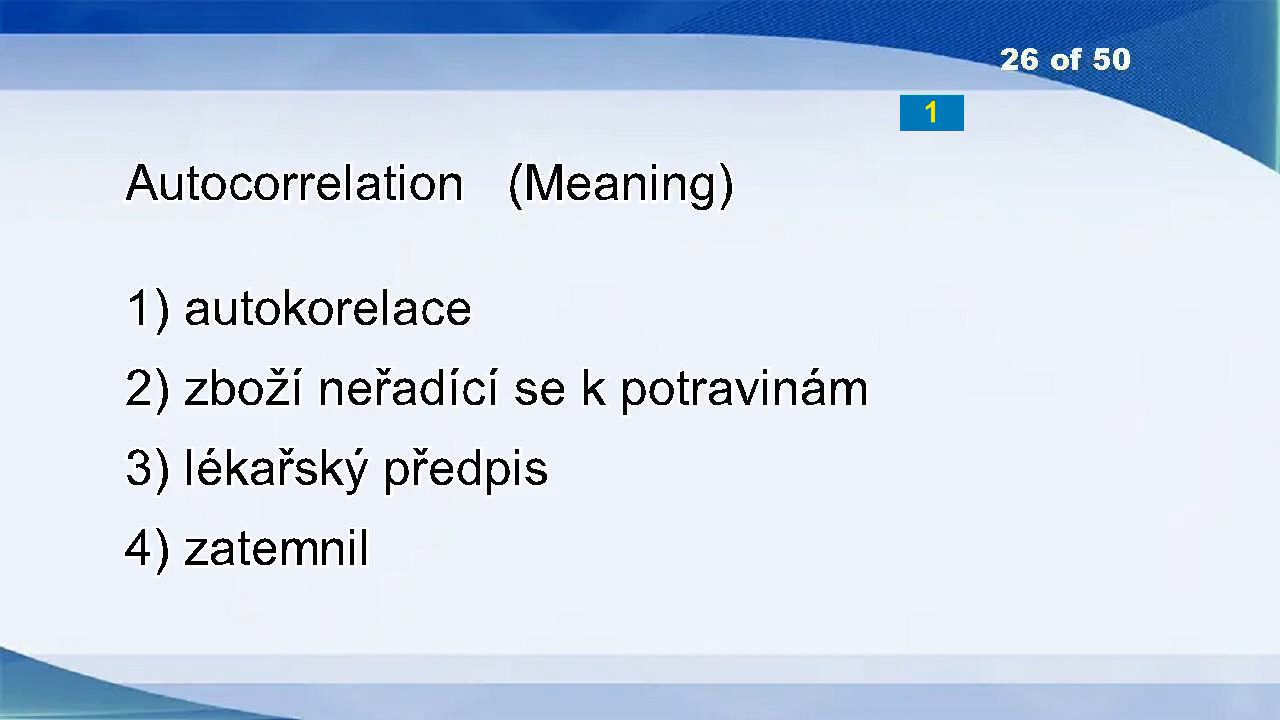 26 of 50
1
Autocorrelation (Meaning)
1) autokorelace
2) zboží neřadící se k potravinám
3) lékařský předpis
4) zatemnil